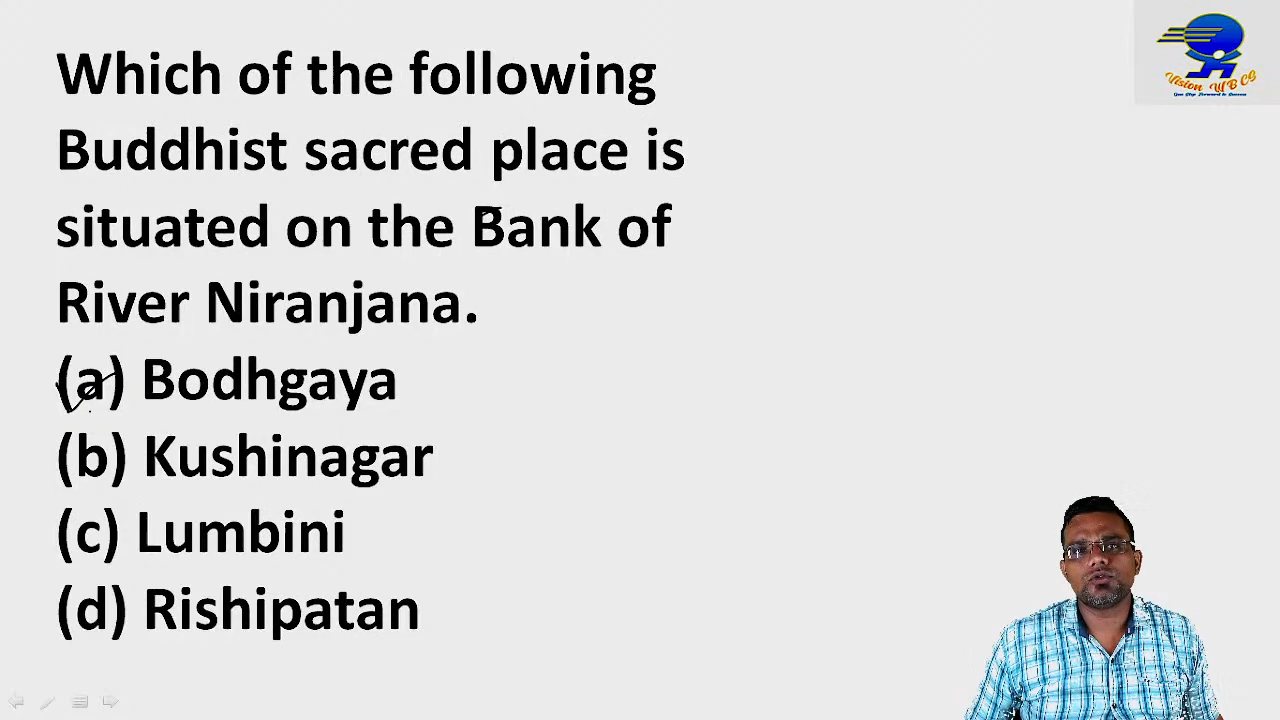 Which of the following
Buddhist sacred place is
situated on the Bank of
River Niranjana.
(a) Bodhgaya
(b) Kushinagar
(c) Lumbini
(d) Rishipatan
Vision